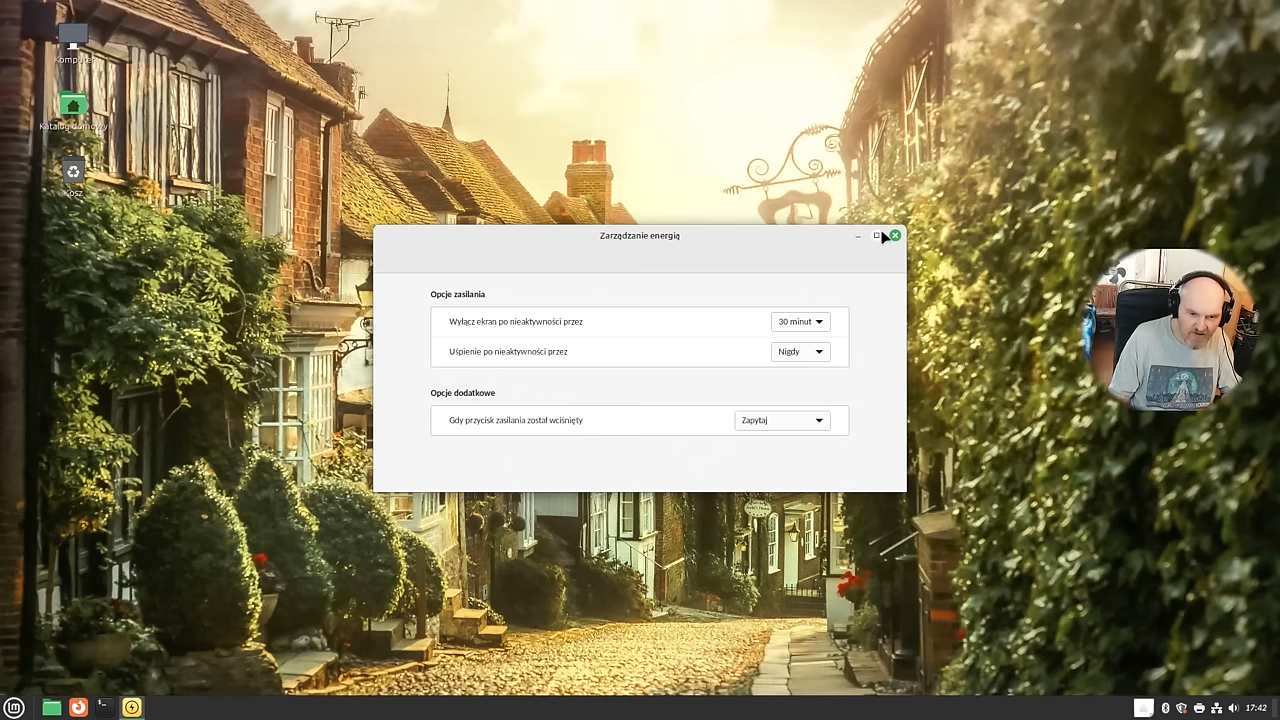 Komputer
Katalog domowy
Kosz
Zarządzanie energią
Opcje zasilania
Wyłącz ekran po nieaktywności przez
30 minut
Uśpienie po nieaktywności przez
Nigdy
Opcje dodatkowe
Gdy przycisk zasilania został wciśnięty
Zapytaj
17:42